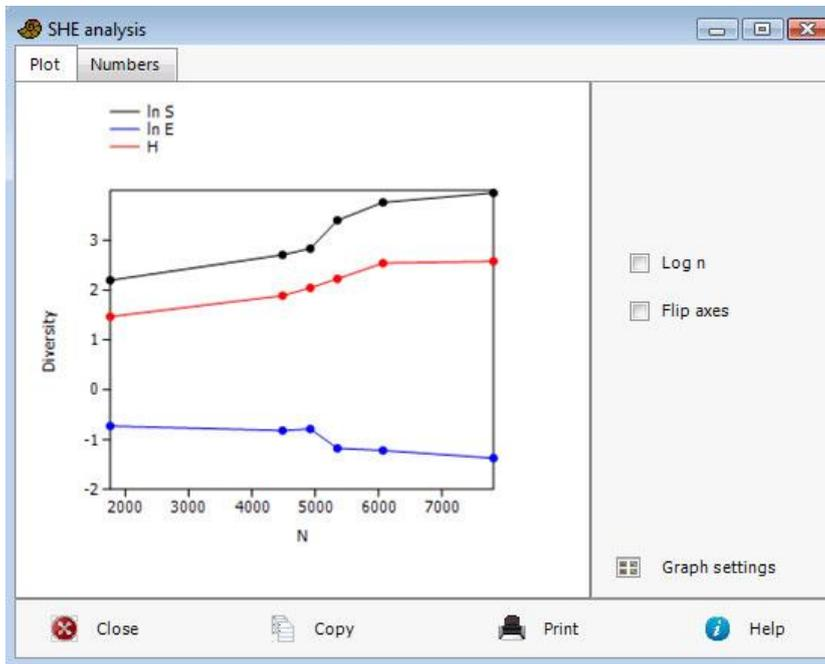 SHE analysis
Plot
Numbers
ln S
ln E
H
3
2
1
0
-1
-2
Diversity
2000 3000 4000 5000 6000 7000
N
Log n
Flip axes
Graph settings
Close
Copy
Print
Help